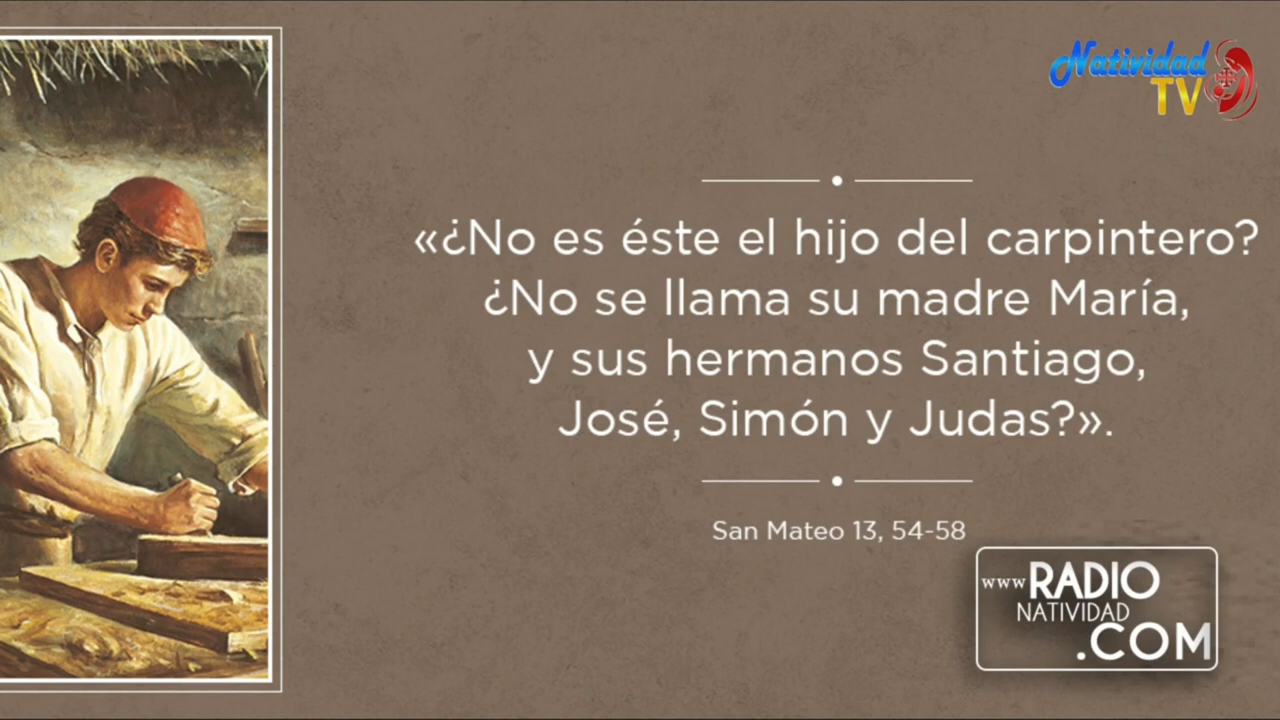 Natividad
TV
«¿No es éste el hijo del carpintero?
¿No se llama su madre María,
y sus hermanos Santiago,
José, Simón y Judas?».
San Mateo 13, 54-58
www RADIO
NATIVIDAD
.COM